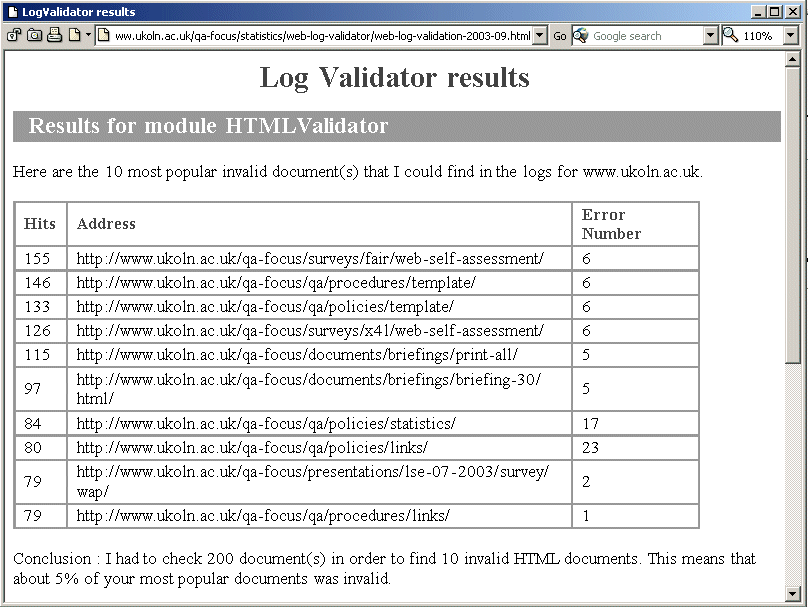 LogValidator results
ww.ukoln.ac.uk/qa-focus/statistics/web-log-validator/web-log-validation-2003-09.html
Go
Google search
110%
Log Validator results
Results for module HTMLValidator
Here are the 10 most popular invalid document(s) that I could find in the logs for www.ukoln.ac.uk.
Hits Address Error
Number
155 http://www.ukoln.ac.uk/qa-focus/surveys/fair/web-self-assessment/ 6
146 http://www.ukoln.ac.uk/qa-focus/qa/procedures/template/ 6
133 http://www.ukoln.ac.uk/qa-focus/qa/policies/template/ 6
126 http://www.ukoln.ac.uk/qa-focus/surveys/x4l/web-self-assessment/ 6
115 http://www.ukoln.ac.uk/qa-focus/documents/briefings/print-all/ 5
97 http://www.ukoln.ac.uk/qa-focus/documents/briefings/briefing-30/
html/ 5
84 http://www.ukoln.ac.uk/qa-focus/qa/policies/statistics/ 17
80 http://www.ukoln.ac.uk/qa-focus/qa/policies/links/ 23
79 http://www.ukoln.ac.uk/qa-focus/presentations/lse-07-2003/survey/
wap/ 2
79 http://www.ukoln.ac.uk/qa-focus/qa/procedures/links/ 1
Conclusion : I had to check 200 document(s) in order to find 10 invalid HTML documents. This means that
about 5% of your most popular documents was invalid.